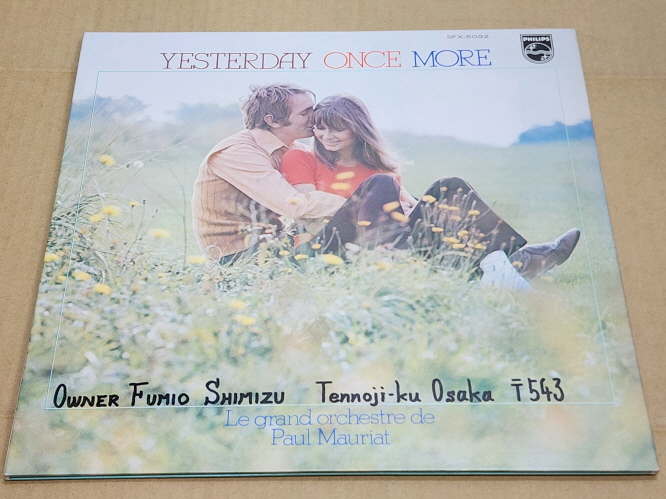 SFX-5092
PHILIPS
YESTERDAY ONCE MORE
OWNER FUMIO SHIMIZU Tennoji-ku Osaka 〒543
Le grand orchestre de
Paul Mauriat